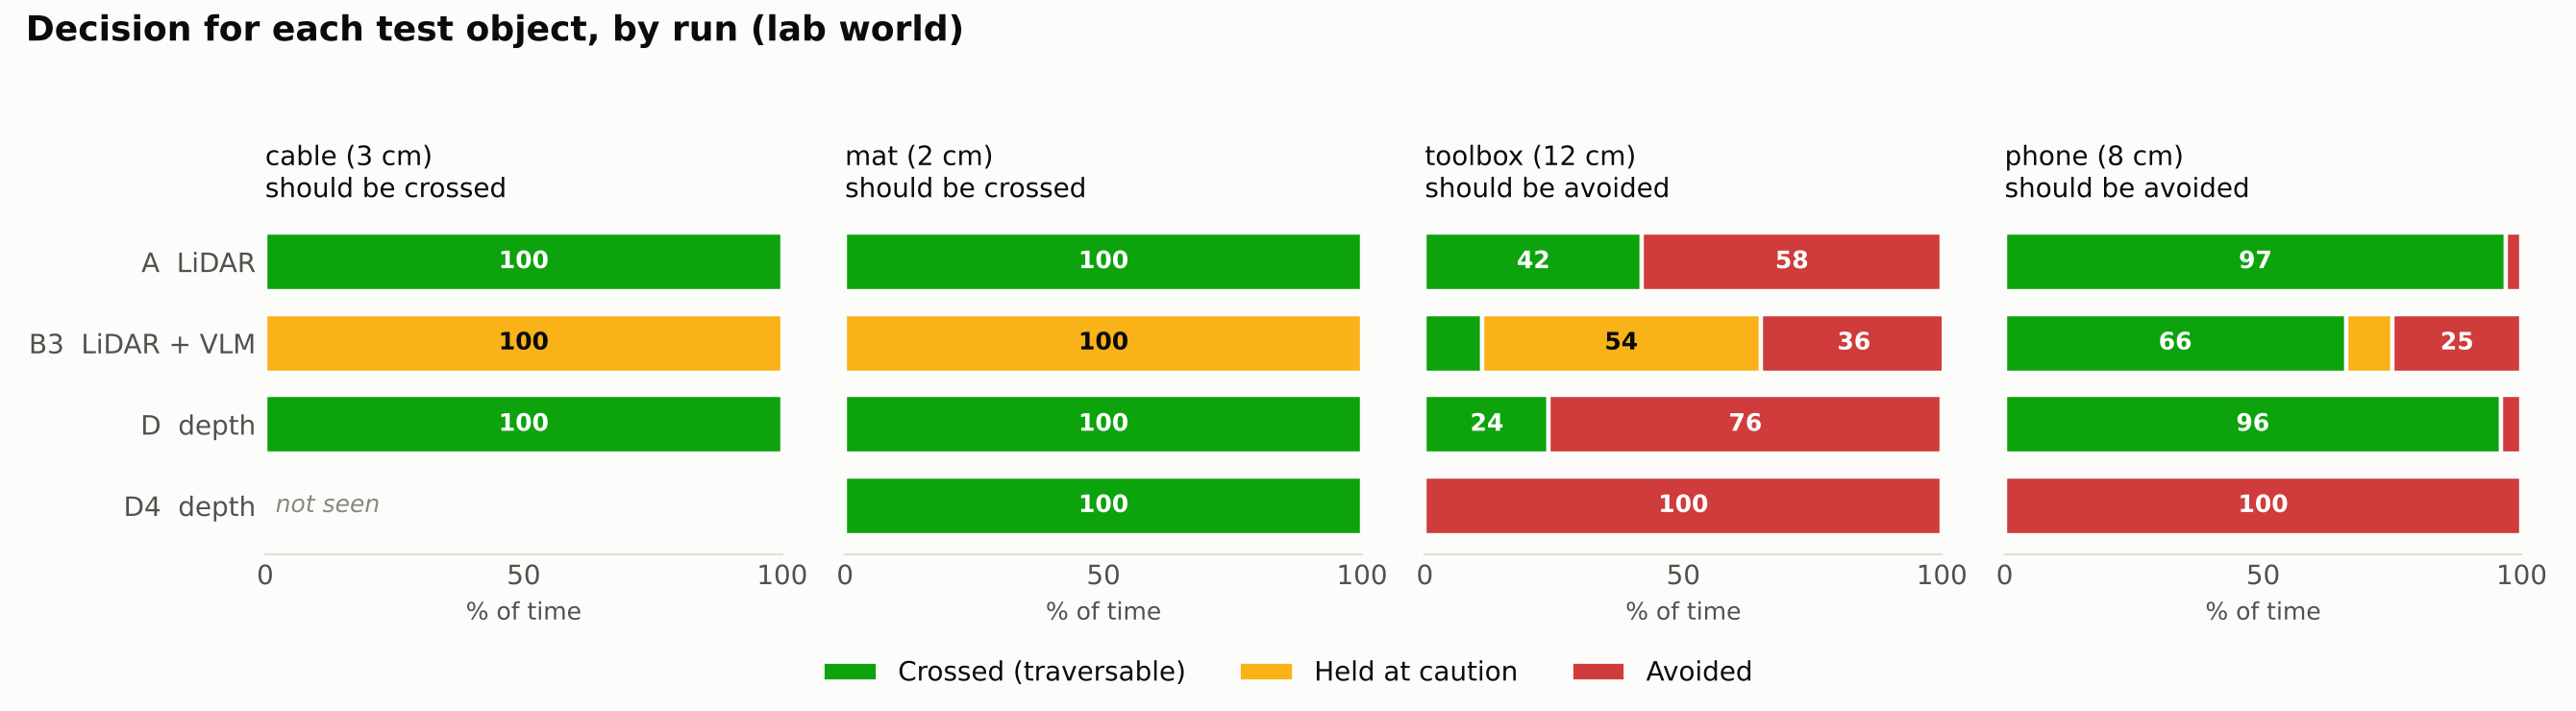 Decision for each test object, by run (lab world)
cable (3 cm)
should be crossed
mat (2 cm)
should be crossed
toolbox (12 cm)
should be avoided
phone (8 cm)
should be avoided
A LiDAR
100
100
42
58
97
B3 LiDAR + VLM
100
100
54
36
66
25
D depth
100
100
24
76
96
D4 depth
not seen
100
100
100
0
50
100
0
50
100
0
50
100
0
50
100
% of time
% of time
% of time
% of time
Crossed (traversable)
Held at caution
Avoided